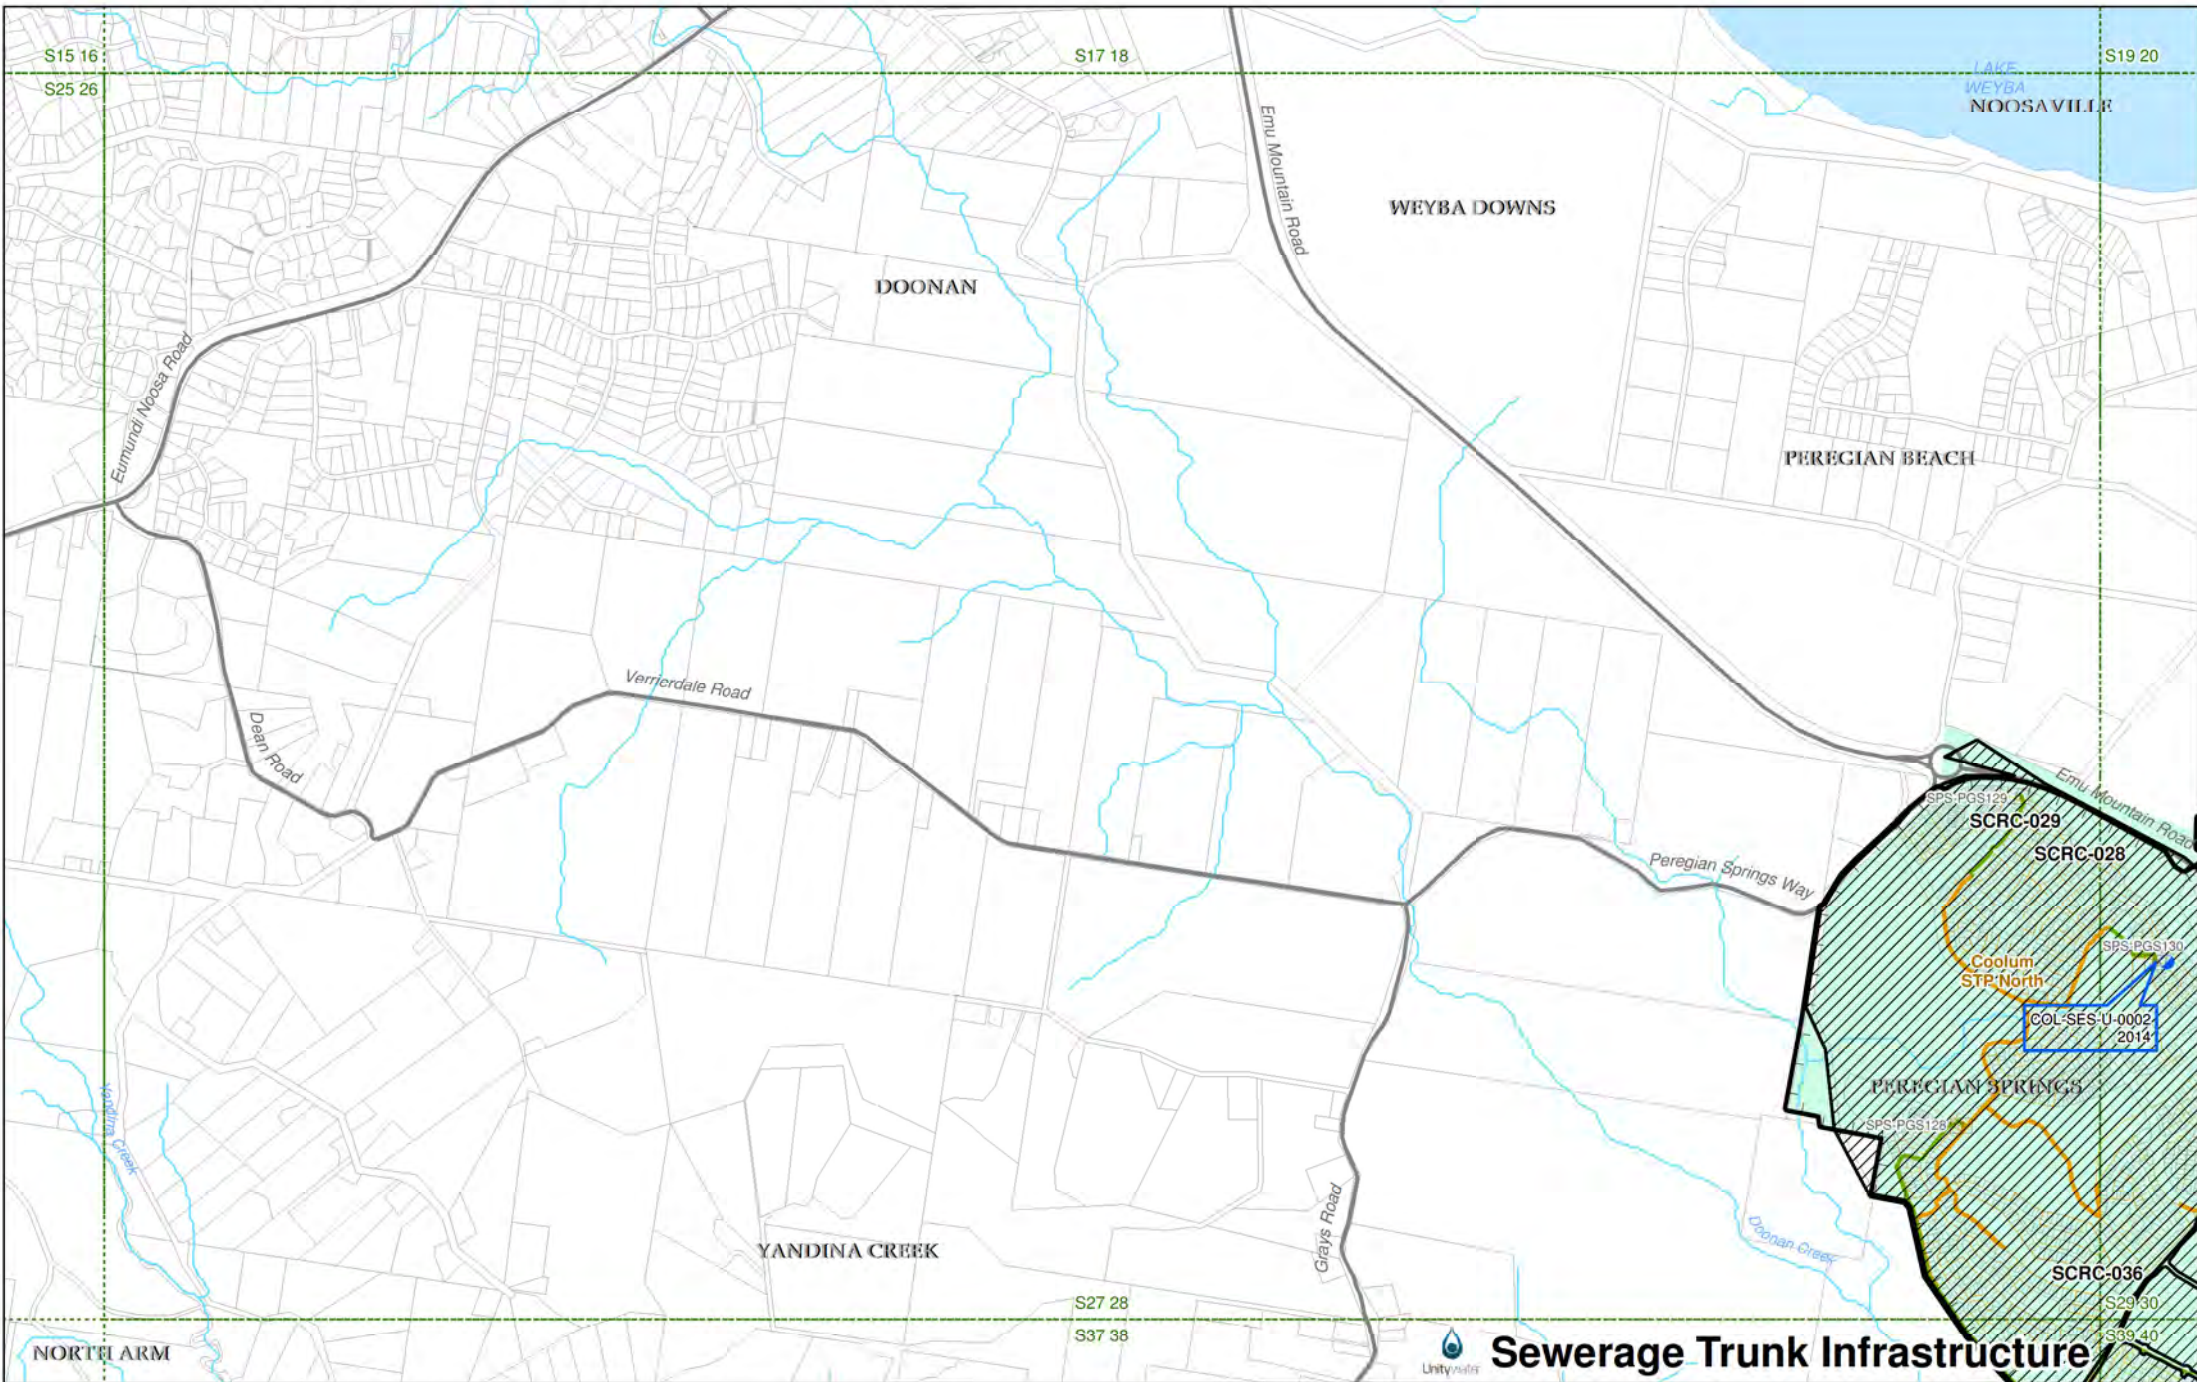 S15 16
S17 18
S19 20
S25 26
LAKE
WEYBA
NOOSAVILLE
Emu Mountain Road
WEYBA DOWNS
DOONAN
Eumundi Noosa Road
PEREGIAN BEACH
Verrierdale Road
Dean Road
Emu Mountain Road
SPS-PGS129
SCRC-029
SCRC-028
Peregian Springs Way
SPS-PGS130
Coolum
STP North
COL-SES-U-0002
2014
PEREGIAN SPRINGS
Yandina Creek
SPS-PGS128
Grays Road
Doonan Creek
YANDINA CREEK
SCRC-036
S27 28
S29 30
S37 38
S39 40
NORTH ARM
Unitywater
Sewerage Trunk Infrastructure